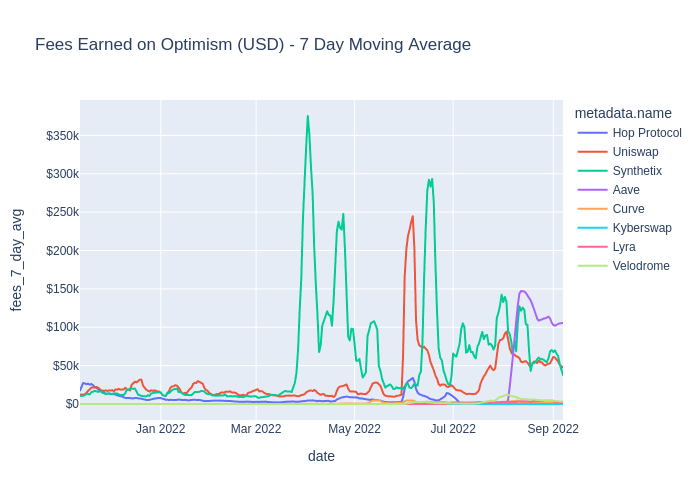 Fees Earned on Optimism (USD) - 7 Day Moving Average
metadata.name
Hop Protocol
Uniswap
Synthetix
Aave
Curve
Kyberswap
Lyra
Velodrome
fees_7_day_avg
$350k
$300k
$250k
$200k
$150k
$100k
$50k
$0
Jan 2022
Mar 2022
May 2022
Jul 2022
Sep 2022
date